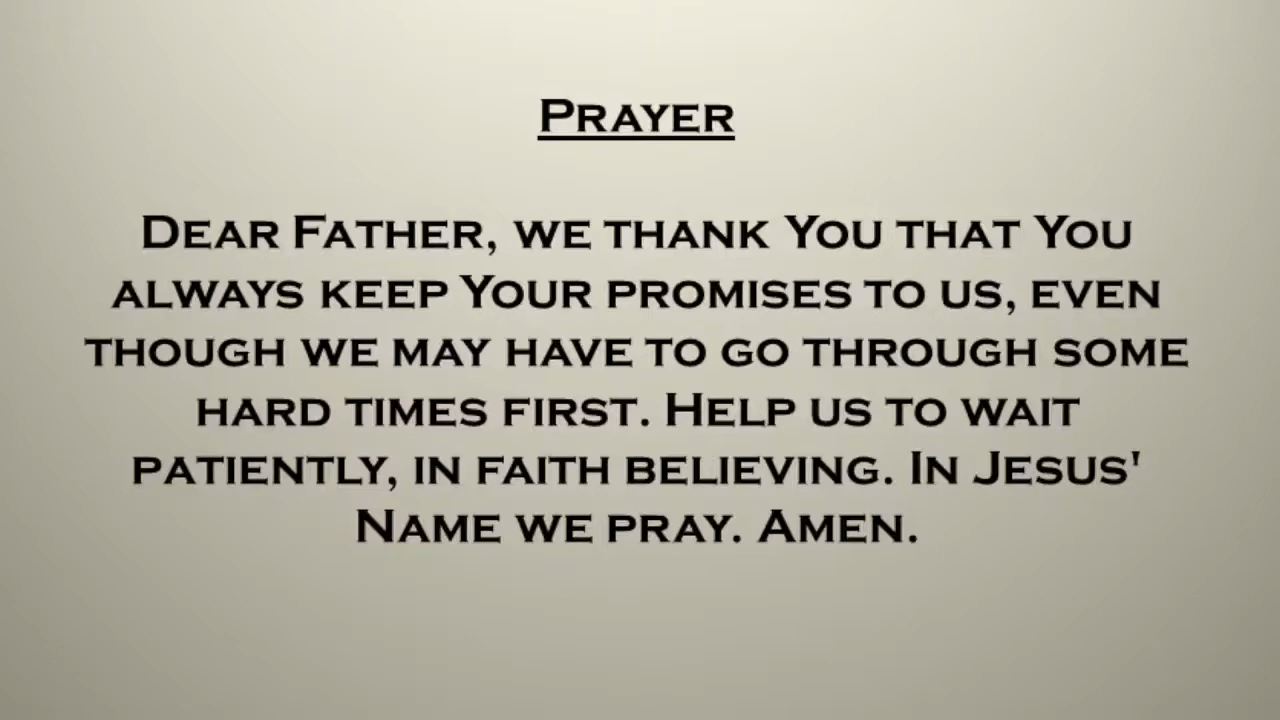 Prayer
Dear Father, we thank You that You
always keep Your promises to us, even
though we may have to go through some
hard times first. Help us to wait
patiently, in faith believing. In Jesus'
Name we pray. Amen.